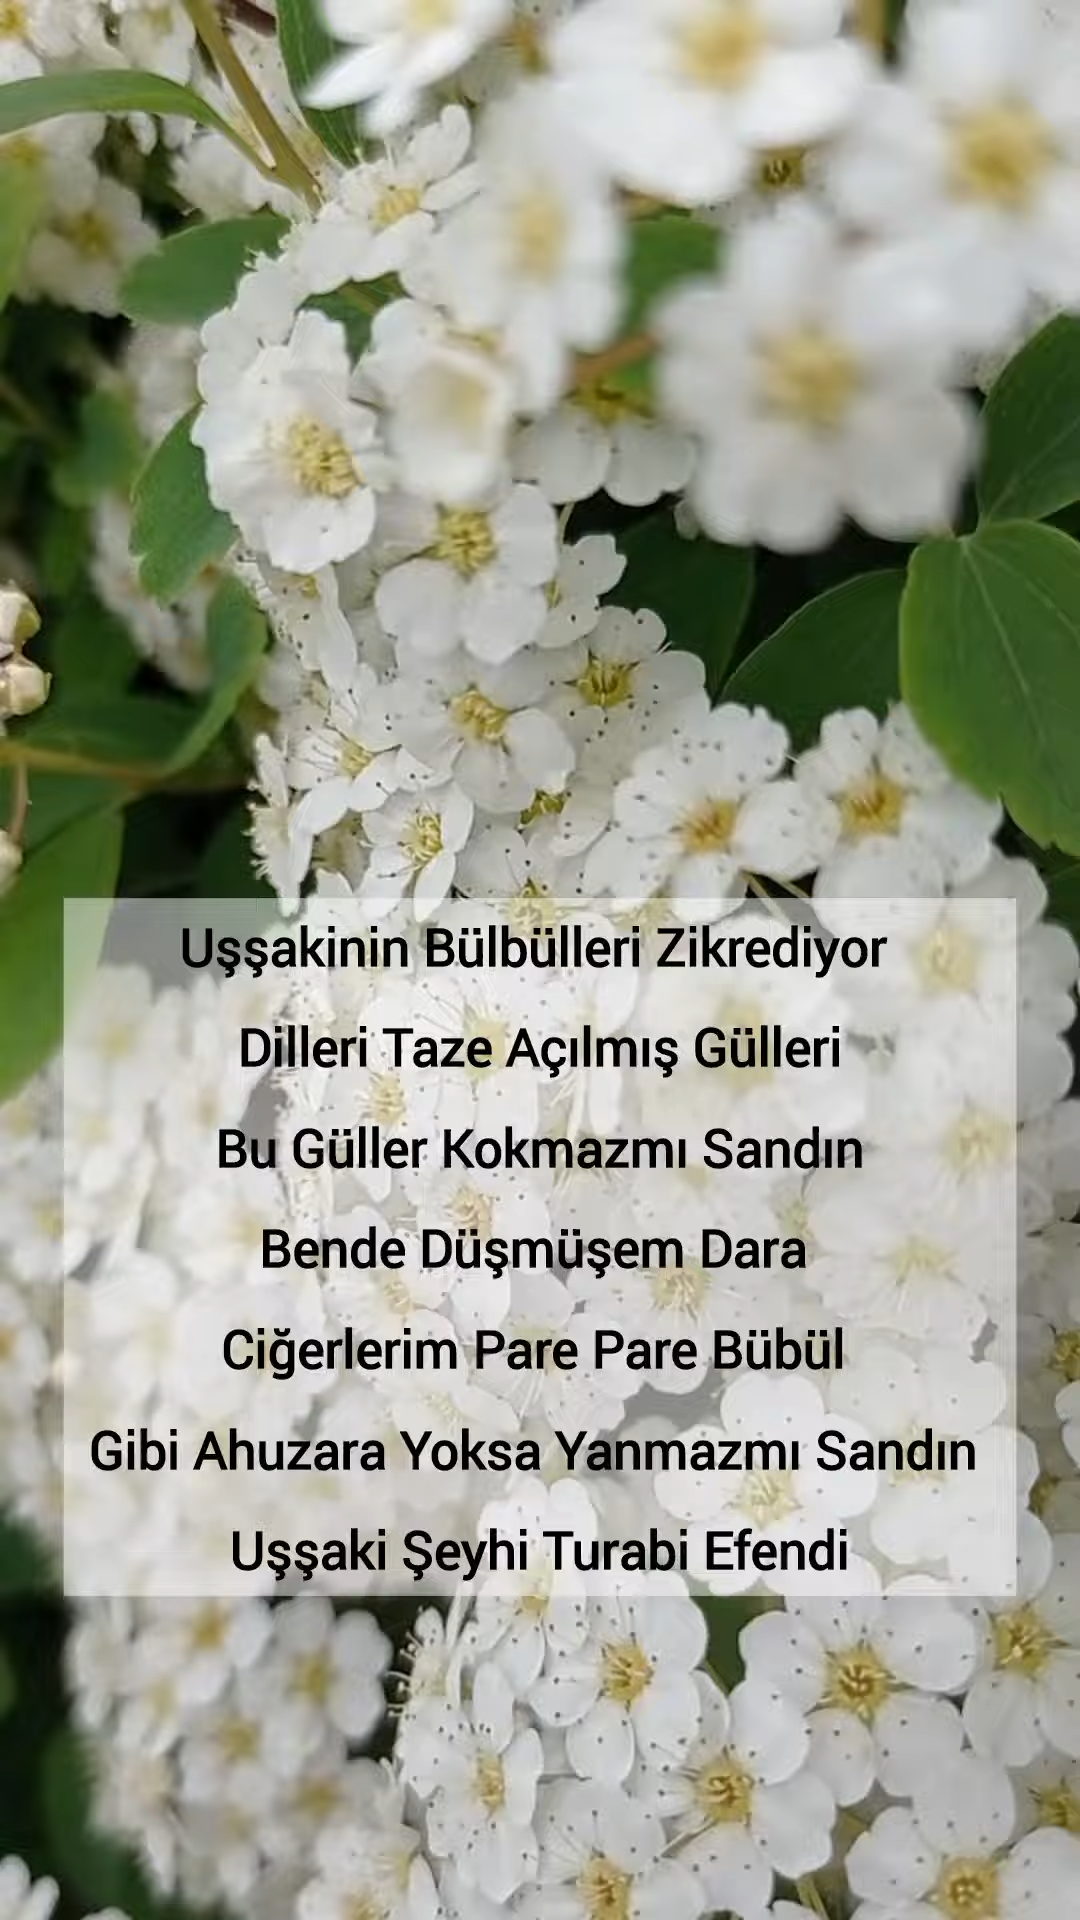 Uşşakinin Bülbülleri Zikrediyor
Dilleri Taze Açılmış Gülleri
Bu Güller Kokmazmı Sandın
Bende Düşmüşem Dara
Ciğerlerim Pare Pare Bübül
Gibi Ahuzara Yoksa Yanmazmı Sandın
Uşşaki Şeyhi Turabi Efendi